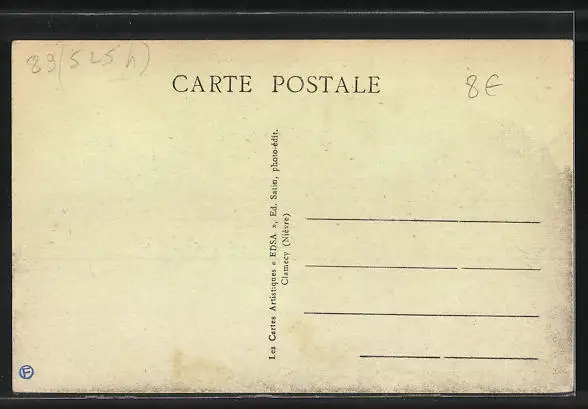 89 (525 h)
CARTE POSTALE
8€
Les Cartes Artistiques « EDSA », Ed. Satin, photo-édit.
Clamecy (Nièvre)
F